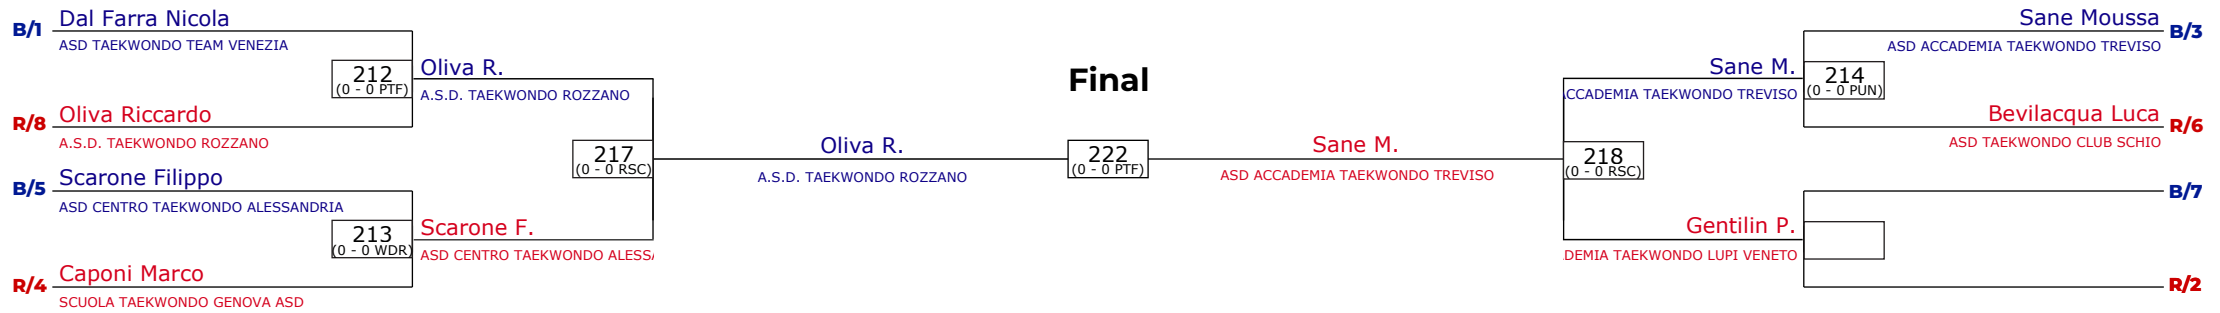 B/1
Dal Farra Nicola
ASD TAEKWONDO TEAM VENEZIA
212
(0 - 0 PTF)
R/8
Oliva Riccardo
A.S.D. TAEKWONDO ROZZANO
Oliva R.
A.S.D. TAEKWONDO ROZZANO
B/5
Scarone Filippo
ASD CENTRO TAEKWONDO ALESSANDRIA
213
(0 - 0 WDR)
R/4
Caponi Marco
SCUOLA TAEKWONDO GENOVA ASD
Scarone F.
ASD CENTRO TAEKWONDO ALESSA
217
(0 - 0 RSC)
Oliva R.
A.S.D. TAEKWONDO ROZZANO
Final
222
(0 - 0 PTF)
Sane M.
ASD ACCADEMIA TAEKWONDO TREVISO
218
(0 - 0 RSC)
Sane M.
ACCADEMIA TAEKWONDO TREVISO
Gentilin P.
DEMIA TAEKWONDO LUPI VENETO
214
(0 - 0 PUN)
Sane Moussa
B/3
ASD ACCADEMIA TAEKWONDO TREVISO
Bevilacqua Luca
R/6
ASD TAEKWONDO CLUB SCHIO
B/7
R/2